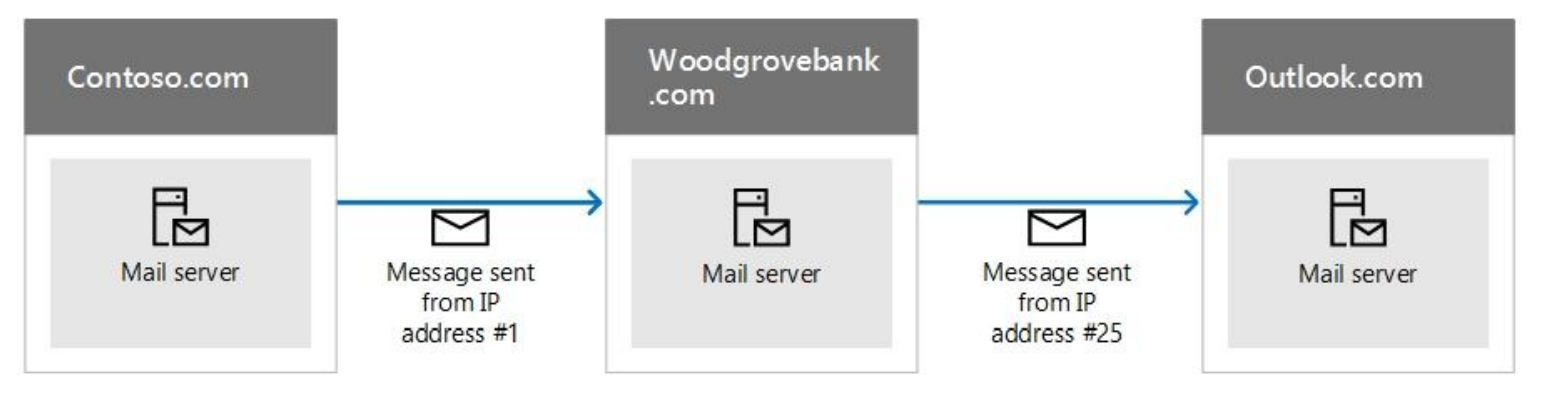 Contoso.com
Woodgrovebank
.com
Outlook.com
Mail server
Message sent
from IP
address #1
Mail server
Message sent
from IP
address #25
Mail server